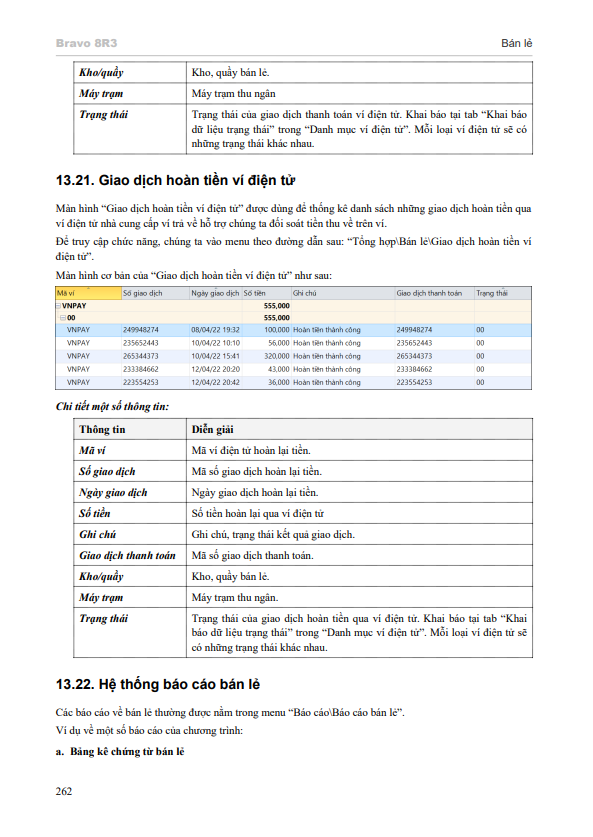 Bravo 8R3 Bán lẻ
Kho/quầy Kho, quầy bán lẻ.
Máy trạm Máy trạm thu ngân
Trạng thái Trạng thái của giao dịch thanh toán ví điện tử. Khai báo tại tab “Khai báo
dữ liệu trạng thái” trong “Danh mục ví điện tử”. Mỗi loại ví điện tử sẽ có
những trạng thái khác nhau.
13.21. Giao dịch hoàn tiền ví điện tử
Màn hình “Giao dịch hoàn tiền ví điện tử” được dùng để thống kê danh sách những giao dịch hoàn tiền qua
ví điện tử nhà cung cấp ví trả về hỗ trợ chúng ta đối soát tiền thu về trên ví.
Để truy cập chức năng, chúng ta vào menu theo đường dẫn sau: “Tổng hợp\Bán lẻ\Giao dịch hoàn tiền ví
điện tử”.
Màn hình cơ bản của “Giao dịch hoàn tiền ví điện tử” như sau:
Mã ví Số giao dịch Ngày giao dịch Số tiền Ghi chú Giao dịch thanh toán Trạng thái
VNPAY 555,000
00 555,000
VNPAY 249948274 08/04/22 19:32 100,000 Hoàn tiền thành công 249948274 00
VNPAY 235652443 10/04/22 10:10 56,000 Hoàn tiền thành công 235652443 00
VNPAY 265344373 10/04/22 15:41 320,000 Hoàn tiền thành công 265344373 00
VNPAY 233384662 12/04/22 20:20 43,000 Hoàn tiền thành công 233384662 00
VNPAY 223554253 12/04/22 20:42 36,000 Hoàn tiền thành công 223554253 00
Chi tiết một số thông tin:
Thông tin Diễn giải
Mã ví Mã ví điện tử hoàn lại tiền.
Số giao dịch Mã số giao dịch hoàn lại tiền.
Ngày giao dịch Ngày giao dịch hoàn lại tiền.
Số tiền Số tiền hoàn lại qua ví điện tử
Ghi chú Ghi chú, trạng thái kết quả giao dịch.
Giao dịch thanh toán Mã số giao dịch thanh toán.
Kho/quầy Kho, quầy bán lẻ.
Máy trạm Máy trạm thu ngân.
Trạng thái Trạng thái của giao dịch hoàn tiền qua ví điện tử. Khai báo tại tab “Khai
báo dữ liệu trạng thái” trong “Danh mục ví điện tử”. Mỗi loại ví điện tử sẽ
có những trạng thái khác nhau.
13.22. Hệ thống báo cáo bán lẻ
Các báo cáo về bán lẻ thường được nằm trong menu “Báo cáo\Báo cáo bán lẻ”.
Ví dụ về một số báo cáo của chương trình:
a. Bảng kê chứng từ bán lẻ
262